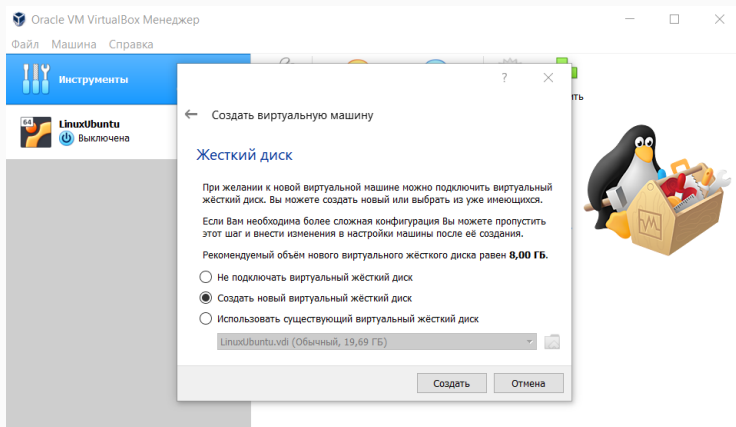 Oracle VM VirtualBox Менеджер
Файл Машина Справка
Инструменты
64
LinuxUbuntu
Выключена
?
Создать виртуальную машину
Жесткий диск
При желании к новой виртуальной машине можно подключить виртуальный
жёсткий диск. Вы можете создать новый или выбрать из уже имеющихся.
Если Вам необходима более сложная конфигурация Вы можете пропустить
этот шаг и внести изменения в настройки машины после её создания.
Рекомендуемый объём нового виртуального жёсткого диска равен 8,00 ГБ.
Не подключать виртуальный жёсткий диск
Создать новый виртуальный жёсткий диск
Использовать существующий виртуальный жёсткий диск
LinuxUbuntu.vdi (Обычный, 19,69 ГБ)
Создать Отмена